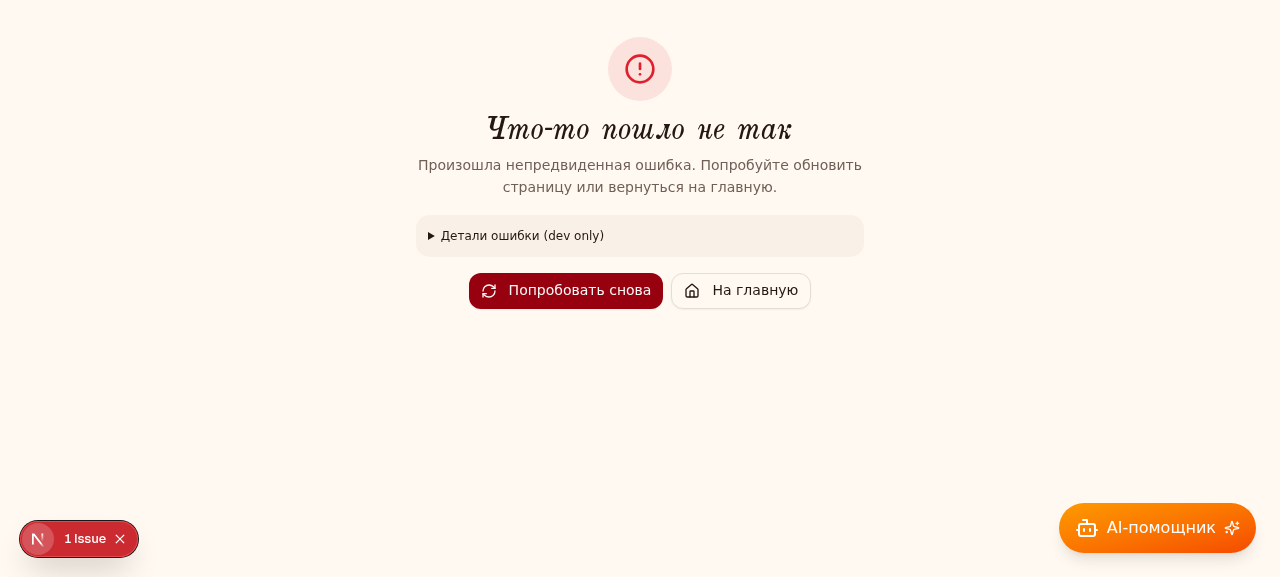 Что-то пошло не так
Произошла непредвиденная ошибка. Попробуйте обновить
страницу или вернуться на главную.
Детали ошибки (dev only)
Попробовать снова
На главную
AI-помощник
N
1 Issue